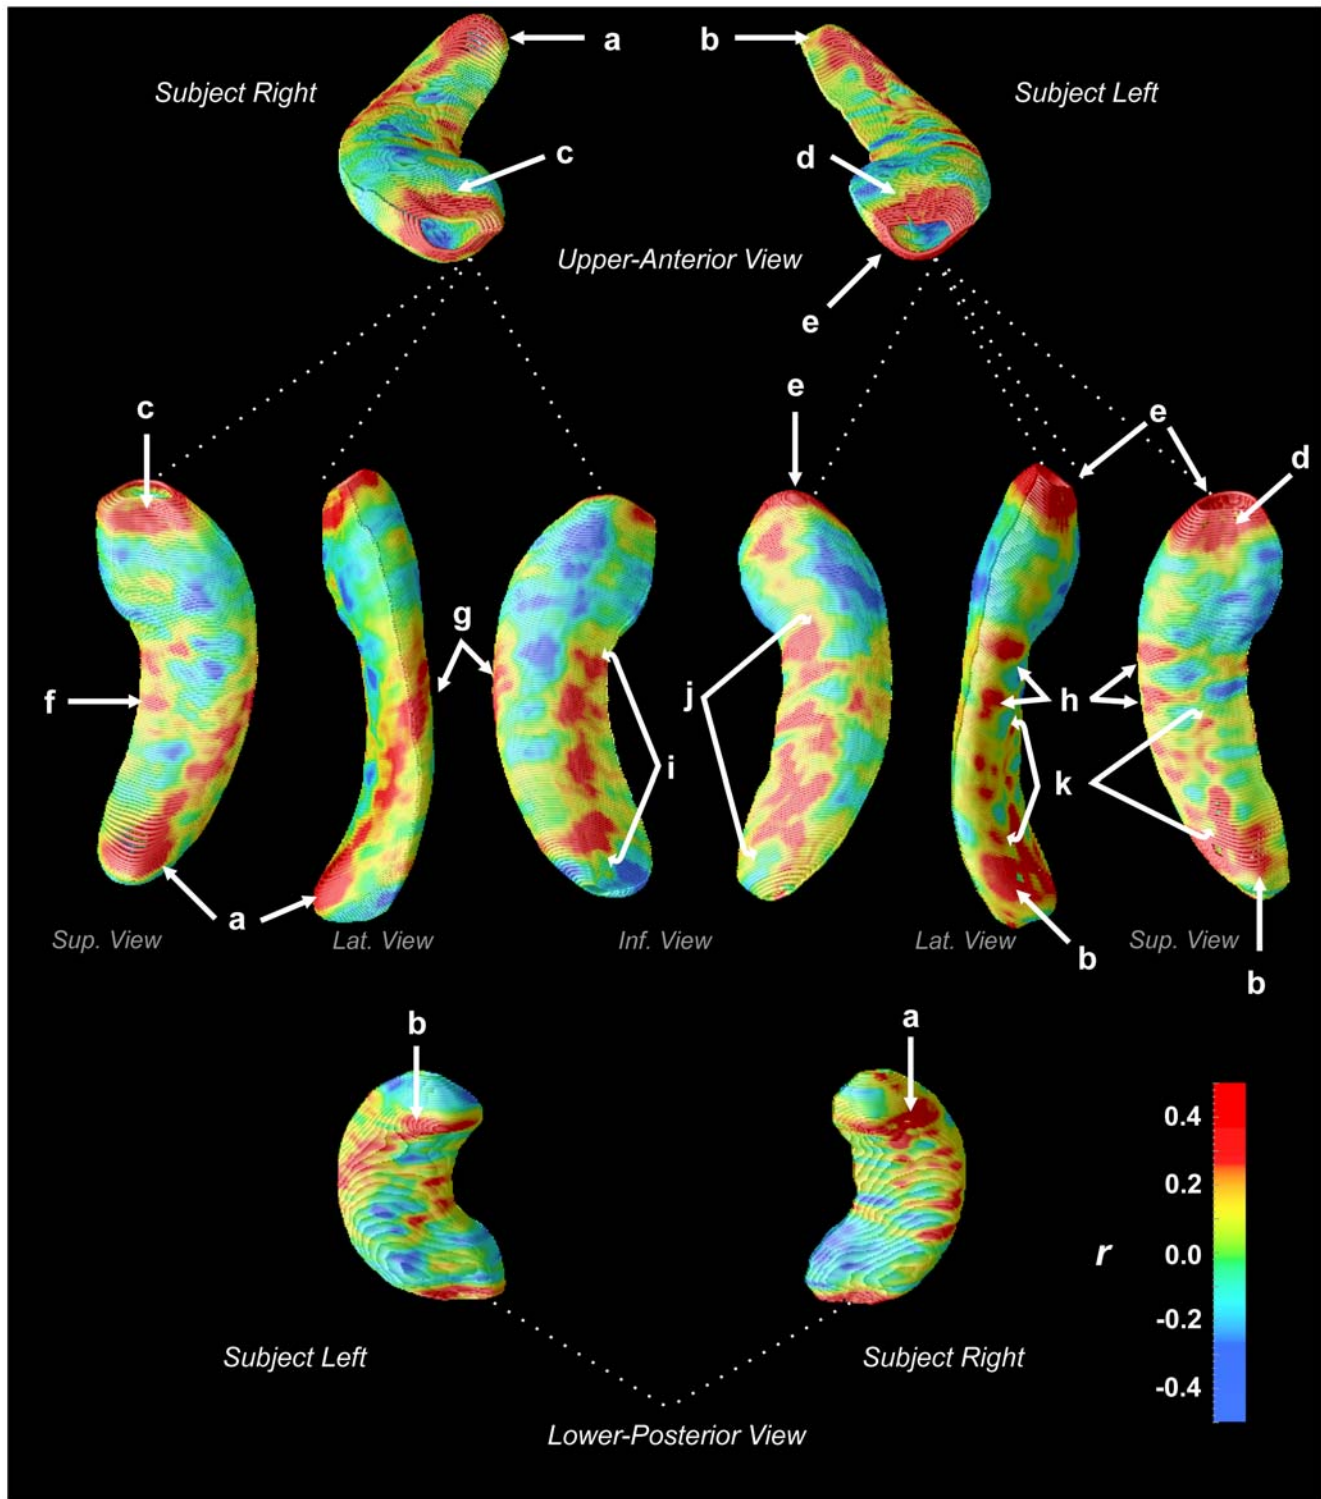 a
b
Subject Right
Subject Left
c
d
Upper-Anterior View
e
e
c
e
d
g
f
j
h
i
k
a
Sup. View
Lat. View
Inf. View
Lat. View
Sup. View
b
b
b
a
0.4
0.2
r
0.0
-0.2
-0.4
Subject Left
Subject Right
Lower-Posterior View